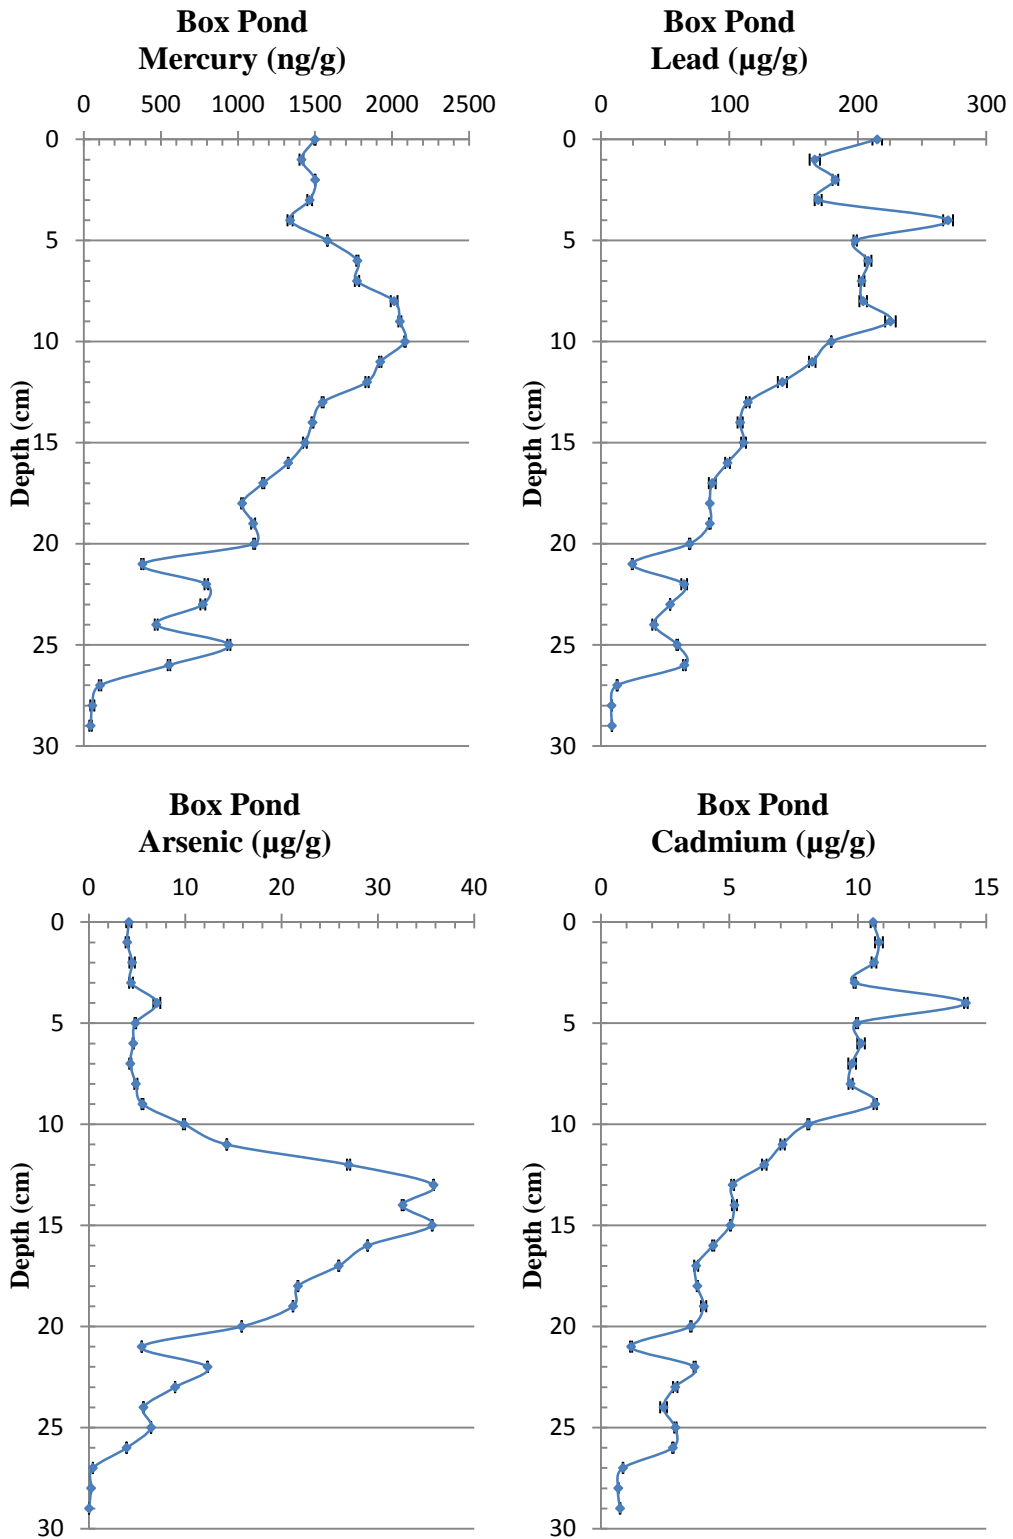 Box Pond
Mercury (ng/g)
0 500 1000 1500 2000 2500
0
5
10
15
20
25
30
Depth (cm)
Box Pond
Lead (µg/g)
0 100 200 300
0
5
10
15
20
25
30
Depth (cm)
Box Pond
Arsenic (µg/g)
0 10 20 30 40
0
5
10
15
20
25
30
Depth (cm)
Box Pond
Cadmium (µg/g)
0 5 10 15
0
5
10
15
20
25
30
Depth (cm)